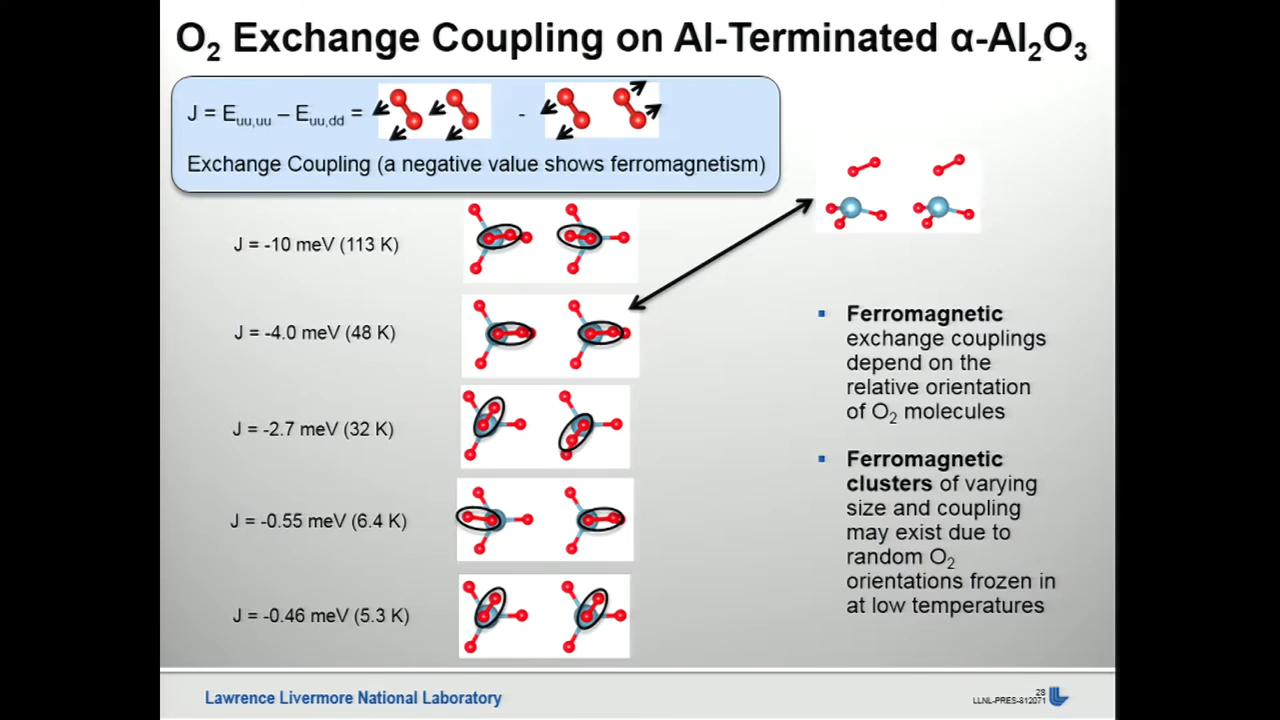 O₂ Exchange Coupling on Al-Terminated α-Al₂O₃
J = Euu,uu – Euu,dd = -
Exchange Coupling (a negative value shows ferromagnetism)
J = -10 meV (113 K)
J = -4.0 meV (48 K)
J = -2.7 meV (32 K)
J = -0.55 meV (6.4 K)
J = -0.46 meV (5.3 K)
▪ Ferromagnetic
exchange couplings
depend on the
relative orientation
of O₂ molecules
▪ Ferromagnetic
clusters of varying
size and coupling
may exist due to
random O₂
orientations frozen in
at low temperatures
Lawrence Livermore National Laboratory
28
LLNL-PRES-812071